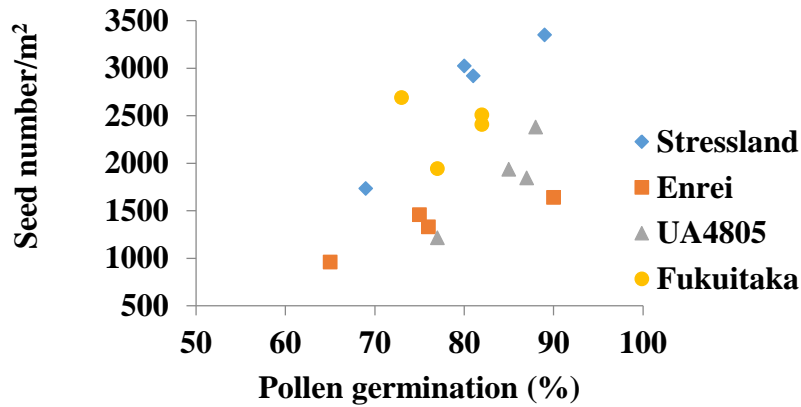 Seed number/m²
3500
3000
2500
2000
1500
1000
500
50 60 70 80 90 100
Pollen germination (%)
Stressland
Enrei
UA4805
Fukuitaka